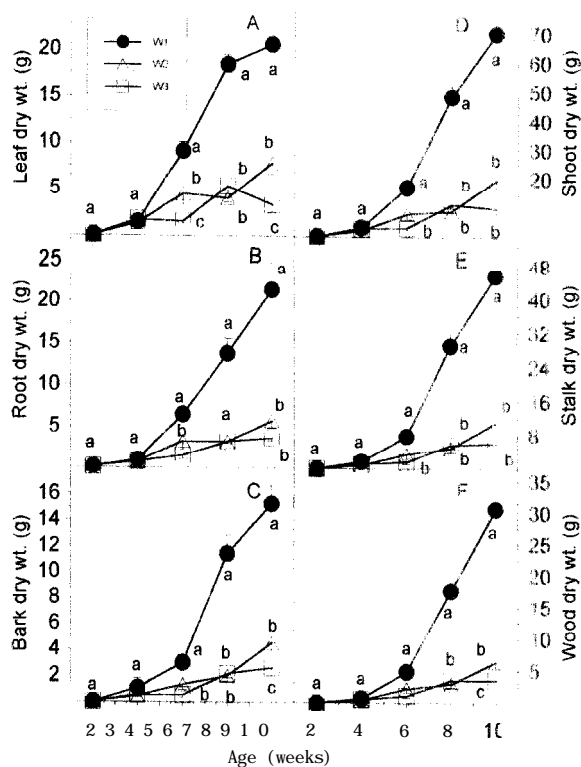 A
W1
W2
W3
Leaf dry wt. (g)
20
15
10
5
a
a
a
a
a
b
b
b
c
b
c
D
Shoot dry wt. (g)
70
60
50
40
30
20
a
a
a
a
a
b
b
b
b
b
B
Root dry wt. (g)
25
20
15
10
5
a
a
a
a
a
b
a
b
b
E
Stalk dry wt. (g)
48
40
32
24
16
8
a
a
a
a
a
b
b
b
b
b
C
Bark dry wt. (g)
16
14
12
10
8
6
4
2
a
a
a
a
a
b
b
b
b
c
F
Wood dry wt. (g)
35
30
25
20
15
10
5
a
a
a
a
a
b
b
b
c
2 3 4 5 6 7 8 9 1 0
2 4 6 8 10
Age (weeks)